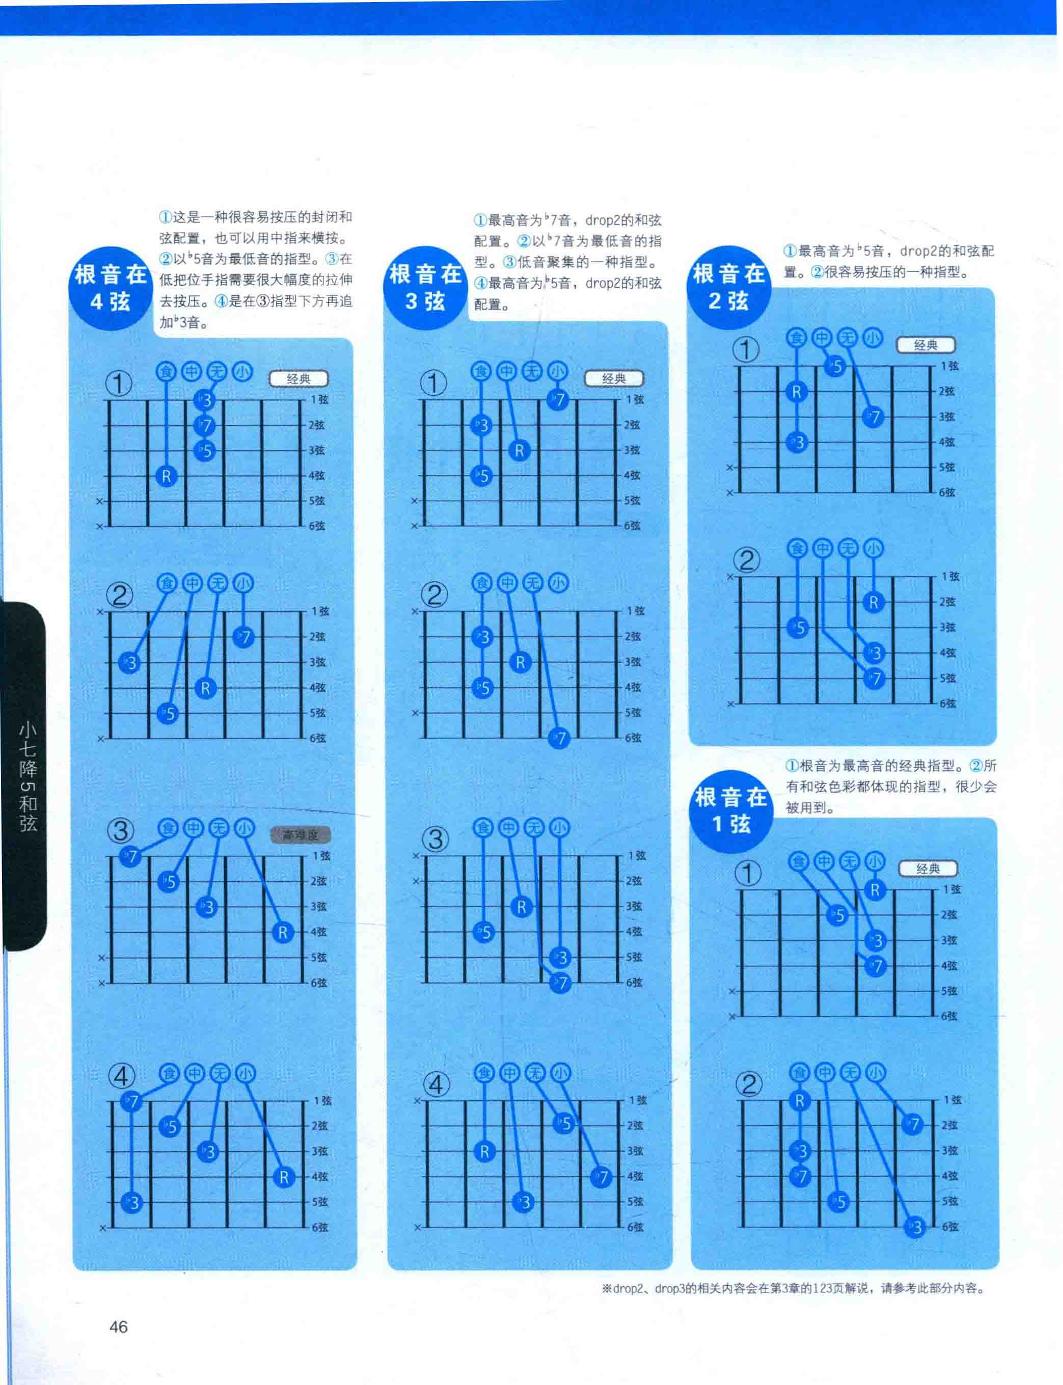 ①这是一种很容易按压的封闭和
弦配置，也可以用中指来横按。
②以♭5音为最低音的指型。③在
低把位手指需要很大幅度的拉伸
去按压。④是在③指型下方再追
加♭3音。
根音在
4弦
①
食 中 无 小
经典
♭3
♭7
♭5
R
1弦
2弦
3弦
4弦
5弦
6弦
×
×
②
食 中 无 小
×
♭7
♭3
R
♭5
×
1弦
2弦
3弦
4弦
5弦
6弦
③
食 中 无 小
高难度
♭7
♭5
♭3
R
×
×
1弦
2弦
3弦
4弦
5弦
6弦
④
食 中 无 小
♭7
♭5
♭3
R
♭3
×
1弦
2弦
3弦
4弦
5弦
6弦
①最高音为♭7音，drop2的和弦
配置。②以♭7音为最低音的指
型。③低音聚集的一种指型。
④最高音为♭5音，drop2的和弦
配置。
根音在
3弦
①
食 中 无 小
经典
♭7
♭3
R
♭5
×
×
1弦
2弦
3弦
4弦
5弦
6弦
②
食 中 无 小
×
♭3
R
♭5
×
♭7
1弦
2弦
3弦
4弦
5弦
6弦
③
食 中 无 小
×
×
R
♭5
♭3
♭7
1弦
2弦
3弦
4弦
5弦
6弦
④
食 中 无 小
×
♭5
R
♭7
♭3
×
1弦
2弦
3弦
4弦
5弦
6弦
①最高音为♭5音，drop2的和弦配
置。②很容易按压的一种指型。
根音在
2弦
①
食 中 无 小
经典
♭5
R
♭7
♭3
×
×
1弦
2弦
3弦
4弦
5弦
6弦
②
食 中 无 小
×
R
♭5
♭3
♭7
×
1弦
2弦
3弦
4弦
5弦
6弦
①根音为最高音的经典指型。②所
有和弦色彩都体现的指型，很少会
被用到。
根音在
1弦
①
食 中 无 小
经典
R
♭5
♭3
♭7
×
×
1弦
2弦
3弦
4弦
5弦
6弦
②
食 中 无 小
R
♭7
♭3
♭7
♭5
♭3
1弦
2弦
3弦
4弦
5弦
6弦
小七降5和弦
※drop2、drop3的相关内容会在第3章的123页解说，请参考此部分内容。
46